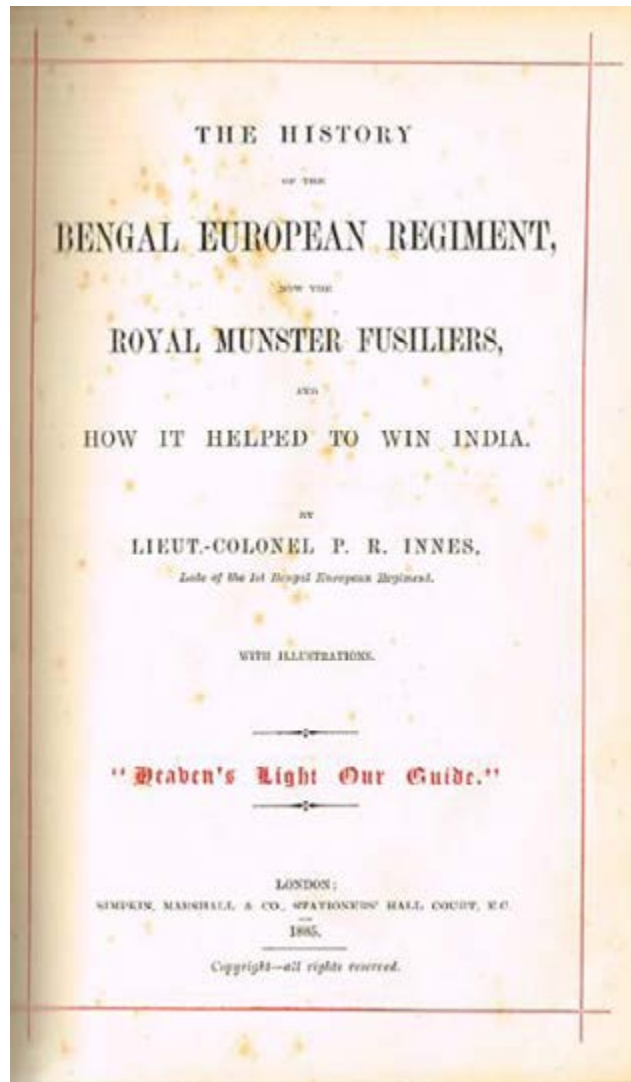 THE HISTORY
OF THE
BENGAL EUROPEAN REGIMENT,
NOW THE
ROYAL MUNSTER FUSILIERS,
AND
HOW IT HELPED TO WIN INDIA.
BY
LIEUT.-COLONEL P. R. INNES,
Late of the 1st Bengal European Regiment.
WITH ILLUSTRATIONS.
"Heaven's Light Our Guide."
LONDON:
SIMPKIN, MARSHALL & CO., STATIONERS' HALL COURT, E.C.
1885.
Copyright—all rights reserved.